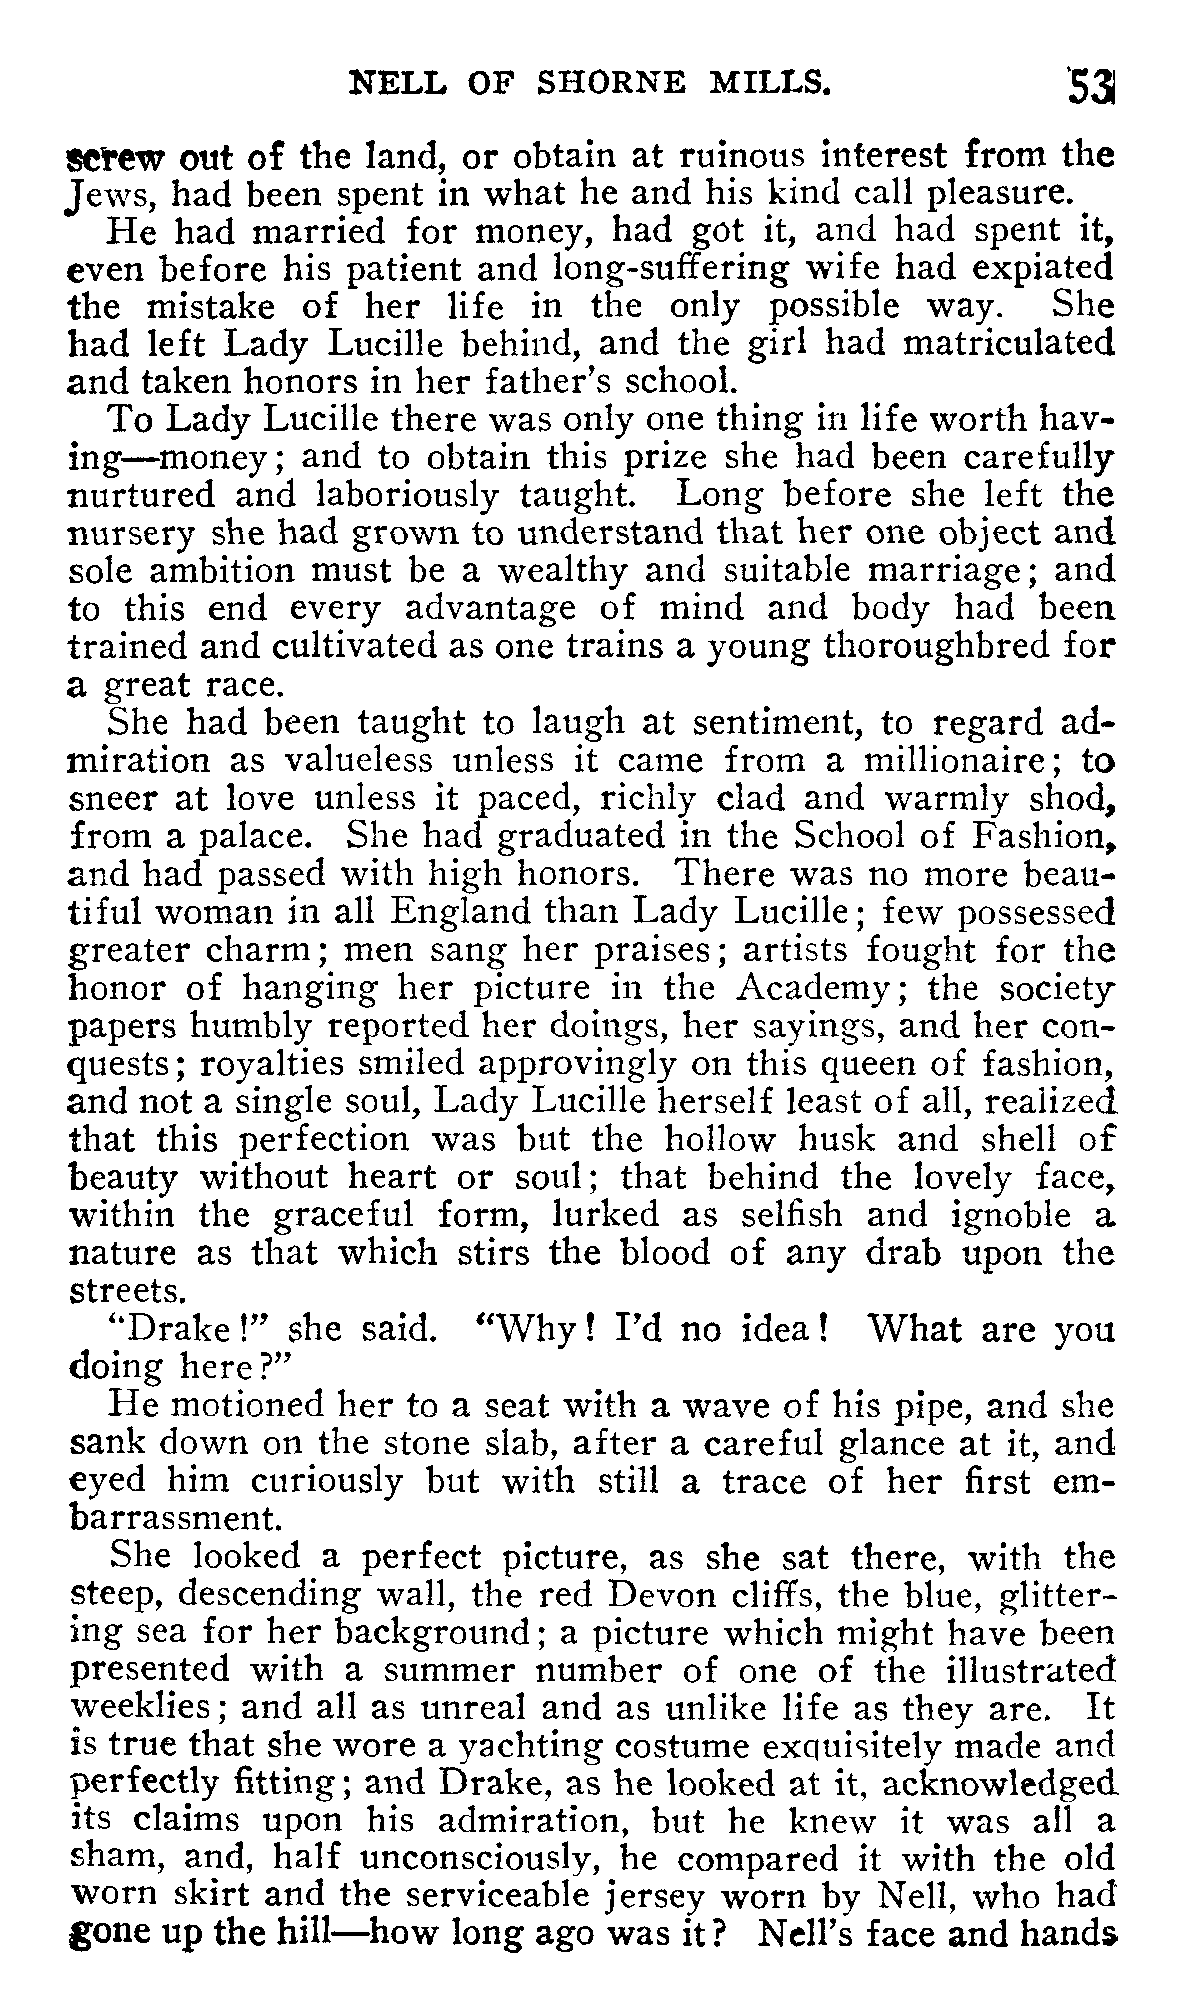 NELL OF SHORNE MILLS. 53
screw out of the land, or obtain at ruinous interest from the
Jews, had been spent in what he and his kind call pleasure.
He had married for money, had got it, and had spent it,
even before his patient and long-suffering wife had expiated
the mistake of her life in the only possible way. She
had left Lady Lucille behind, and the girl had matriculated
and taken honors in her father's school.
To Lady Lucille there was only one thing in life worth hav-
ing—money; and to obtain this prize she had been carefully
nurtured and laboriously taught. Long before she left the
nursery she had grown to understand that her one object and
sole ambition must be a wealthy and suitable marriage; and
to this end every advantage of mind and body had been
trained and cultivated as one trains a young thoroughbred for
a great race.
She had been taught to laugh at sentiment, to regard ad-
miration as valueless unless it came from a millionaire; to
sneer at love unless it paced, richly clad and warmly shod,
from a palace. She had graduated in the School of Fashion,
and had passed with high honors. There was no more beau-
tiful woman in all England than Lady Lucille; few possessed
greater charm; men sang her praises; artists fought for the
honor of hanging her picture in the Academy; the society
papers humbly reported her doings, her sayings, and her con-
quests; royalties smiled approvingly on this queen of fashion,
and not a single soul, Lady Lucille herself least of all, realized
that this perfection was but the hollow husk and shell of
beauty without heart or soul; that behind the lovely face,
within the graceful form, lurked as selfish and ignoble a
nature as that which stirs the blood of any drab upon the
streets.
"Drake!" she said. "Why! I'd no idea! What are you
doing here?"
He motioned her to a seat with a wave of his pipe, and she
sank down on the stone slab, after a careful glance at it, and
eyed him curiously but with still a trace of her first em-
barrassment.
She looked a perfect picture, as she sat there, with the
steep, descending wall, the red Devon cliffs, the blue, glitter-
ing sea for her background; a picture which might have been
presented with a summer number of one of the illustrated
weeklies; and all as unreal and as unlike life as they are. It
is true that she wore a yachting costume exquisitely made and
perfectly fitting; and Drake, as he looked at it, acknowledged
its claims upon his admiration, but he knew it was all a
sham, and, half unconsciously, he compared it with the old
worn skirt and the serviceable jersey worn by Nell, who had
gone up the hill—how long ago was it? Nell's face and hands